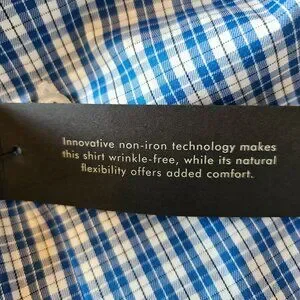 Innovative non-iron technology makes
this shirt wrinkle-free, while its natural
flexibility offers added comfort.